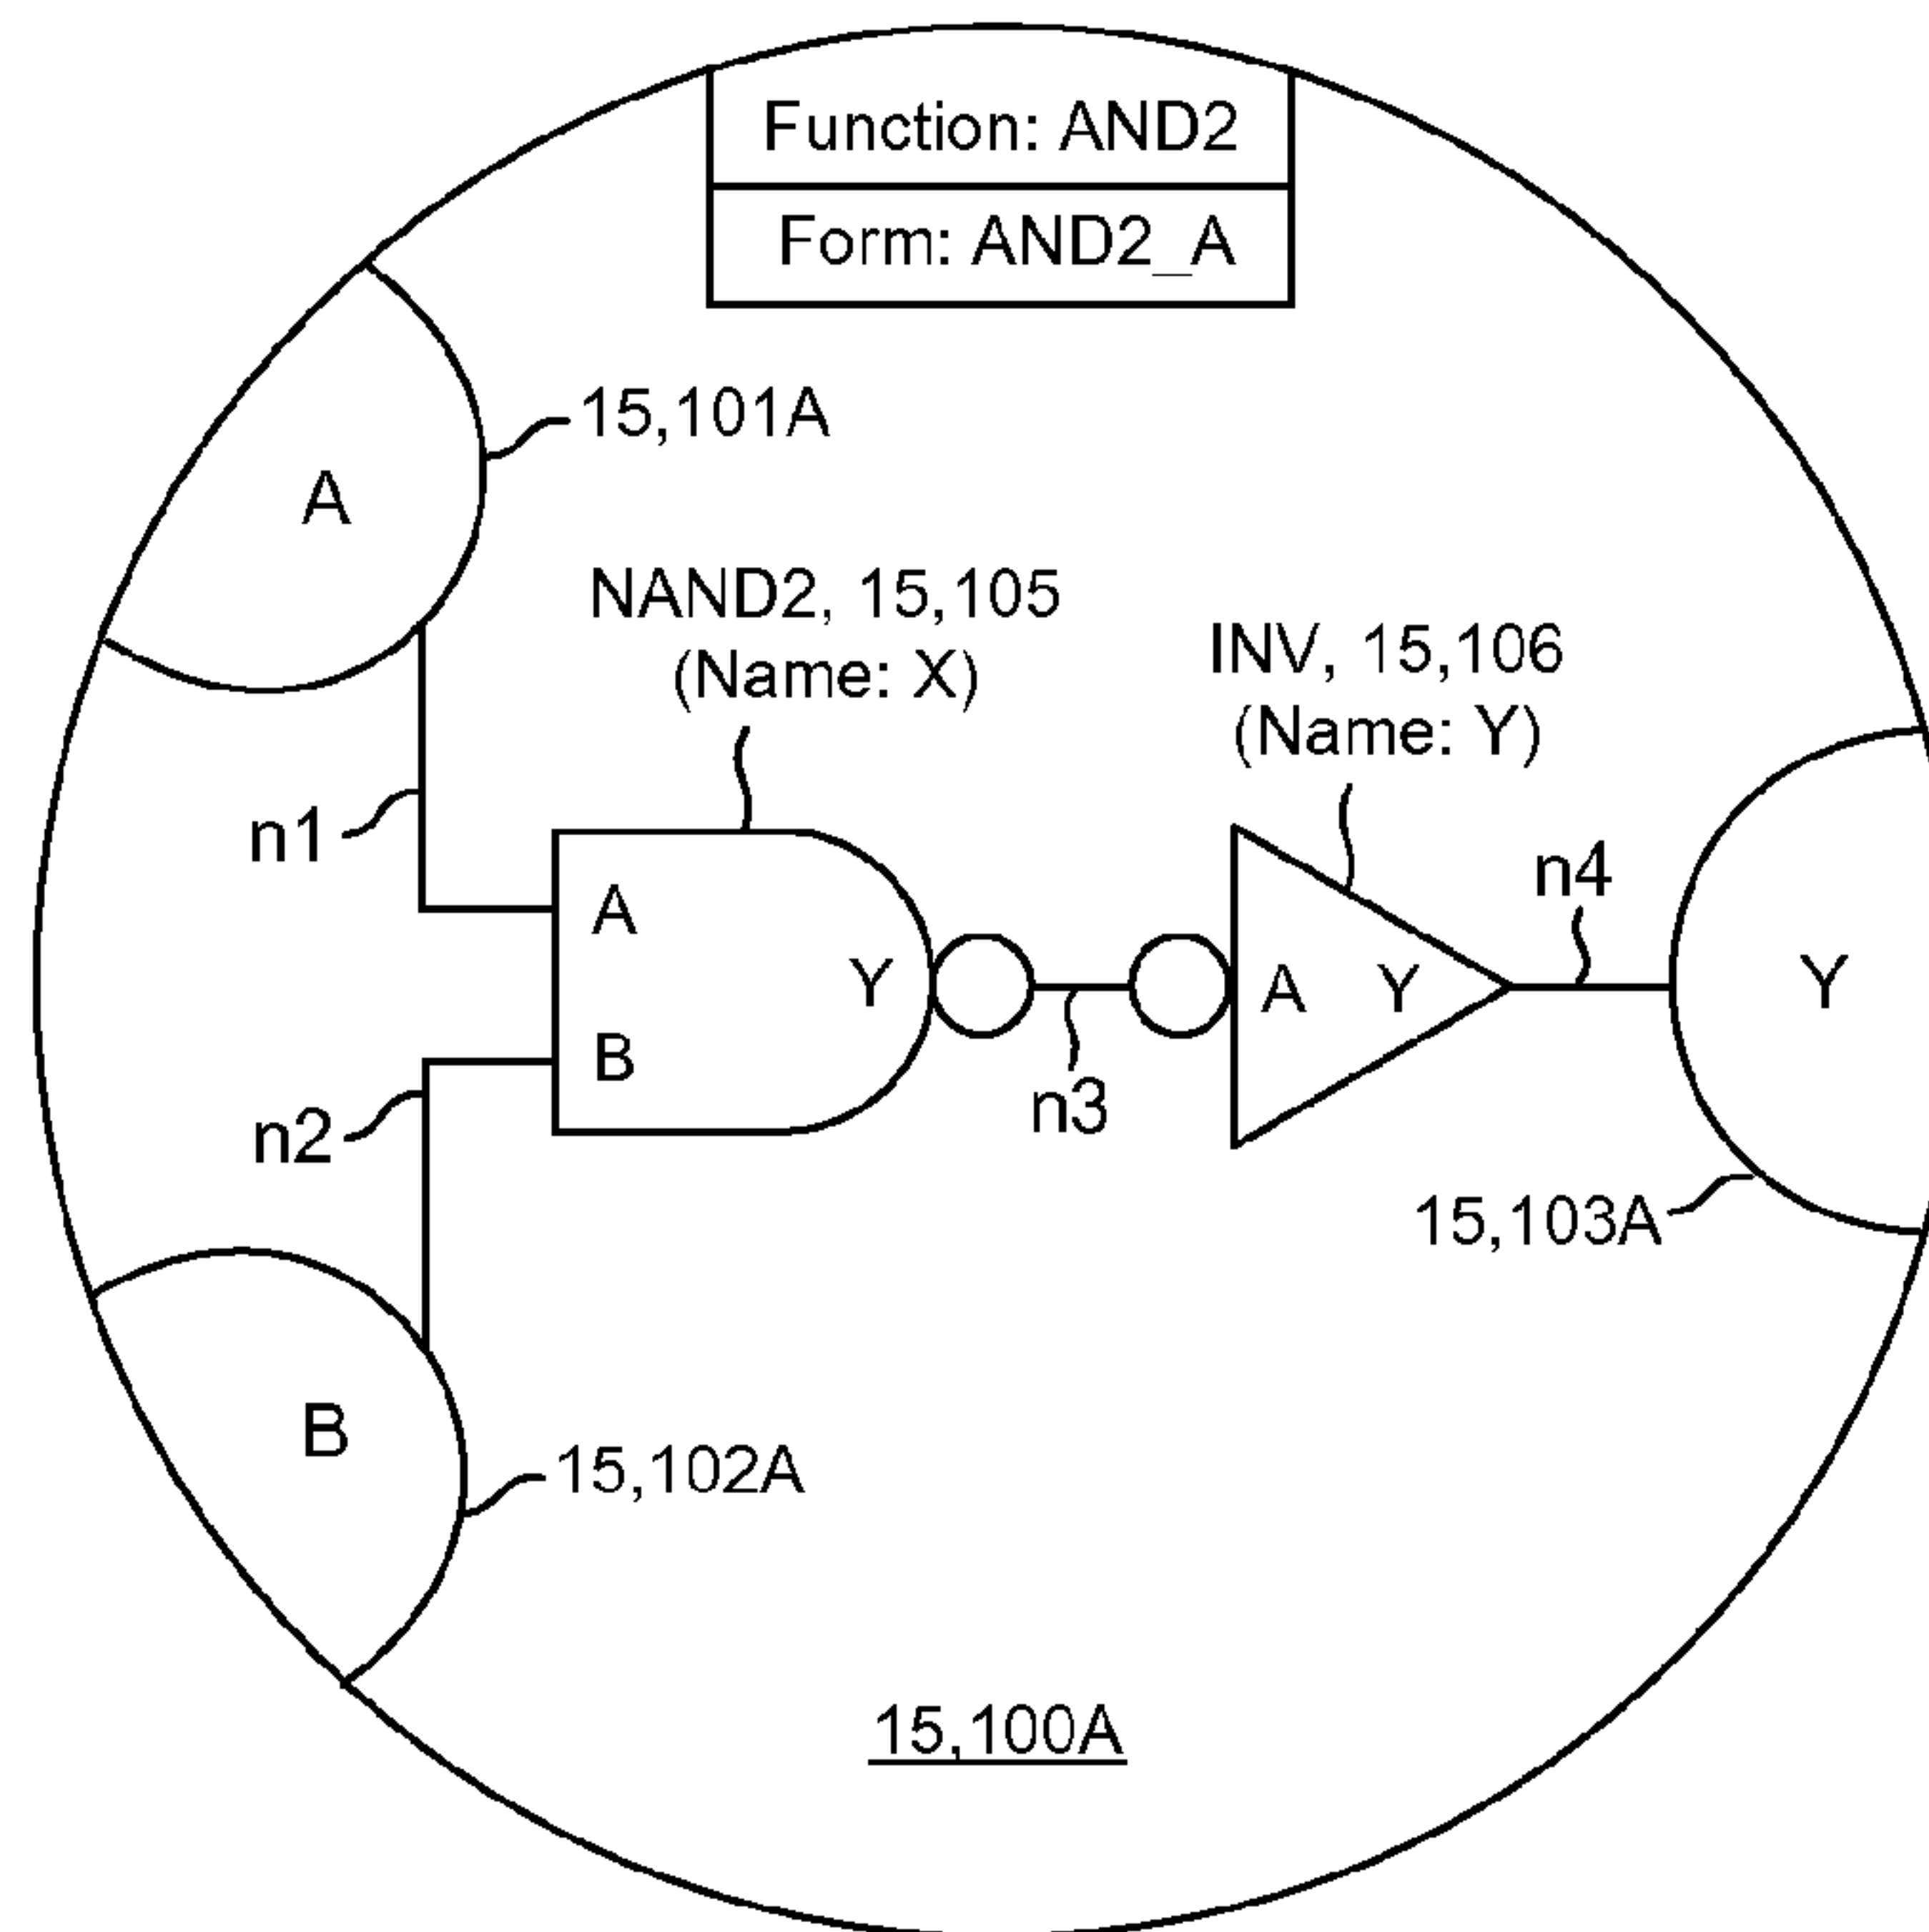 Function: AND2
Form: AND2_A
15,101A
A
NAND2, 15,105
(Name: X)
INV, 15,106
(Name: Y)
n1
n4
A
Y
B
A
Y
Y
n2
n3
15,103A
B
15,102A
15,100A